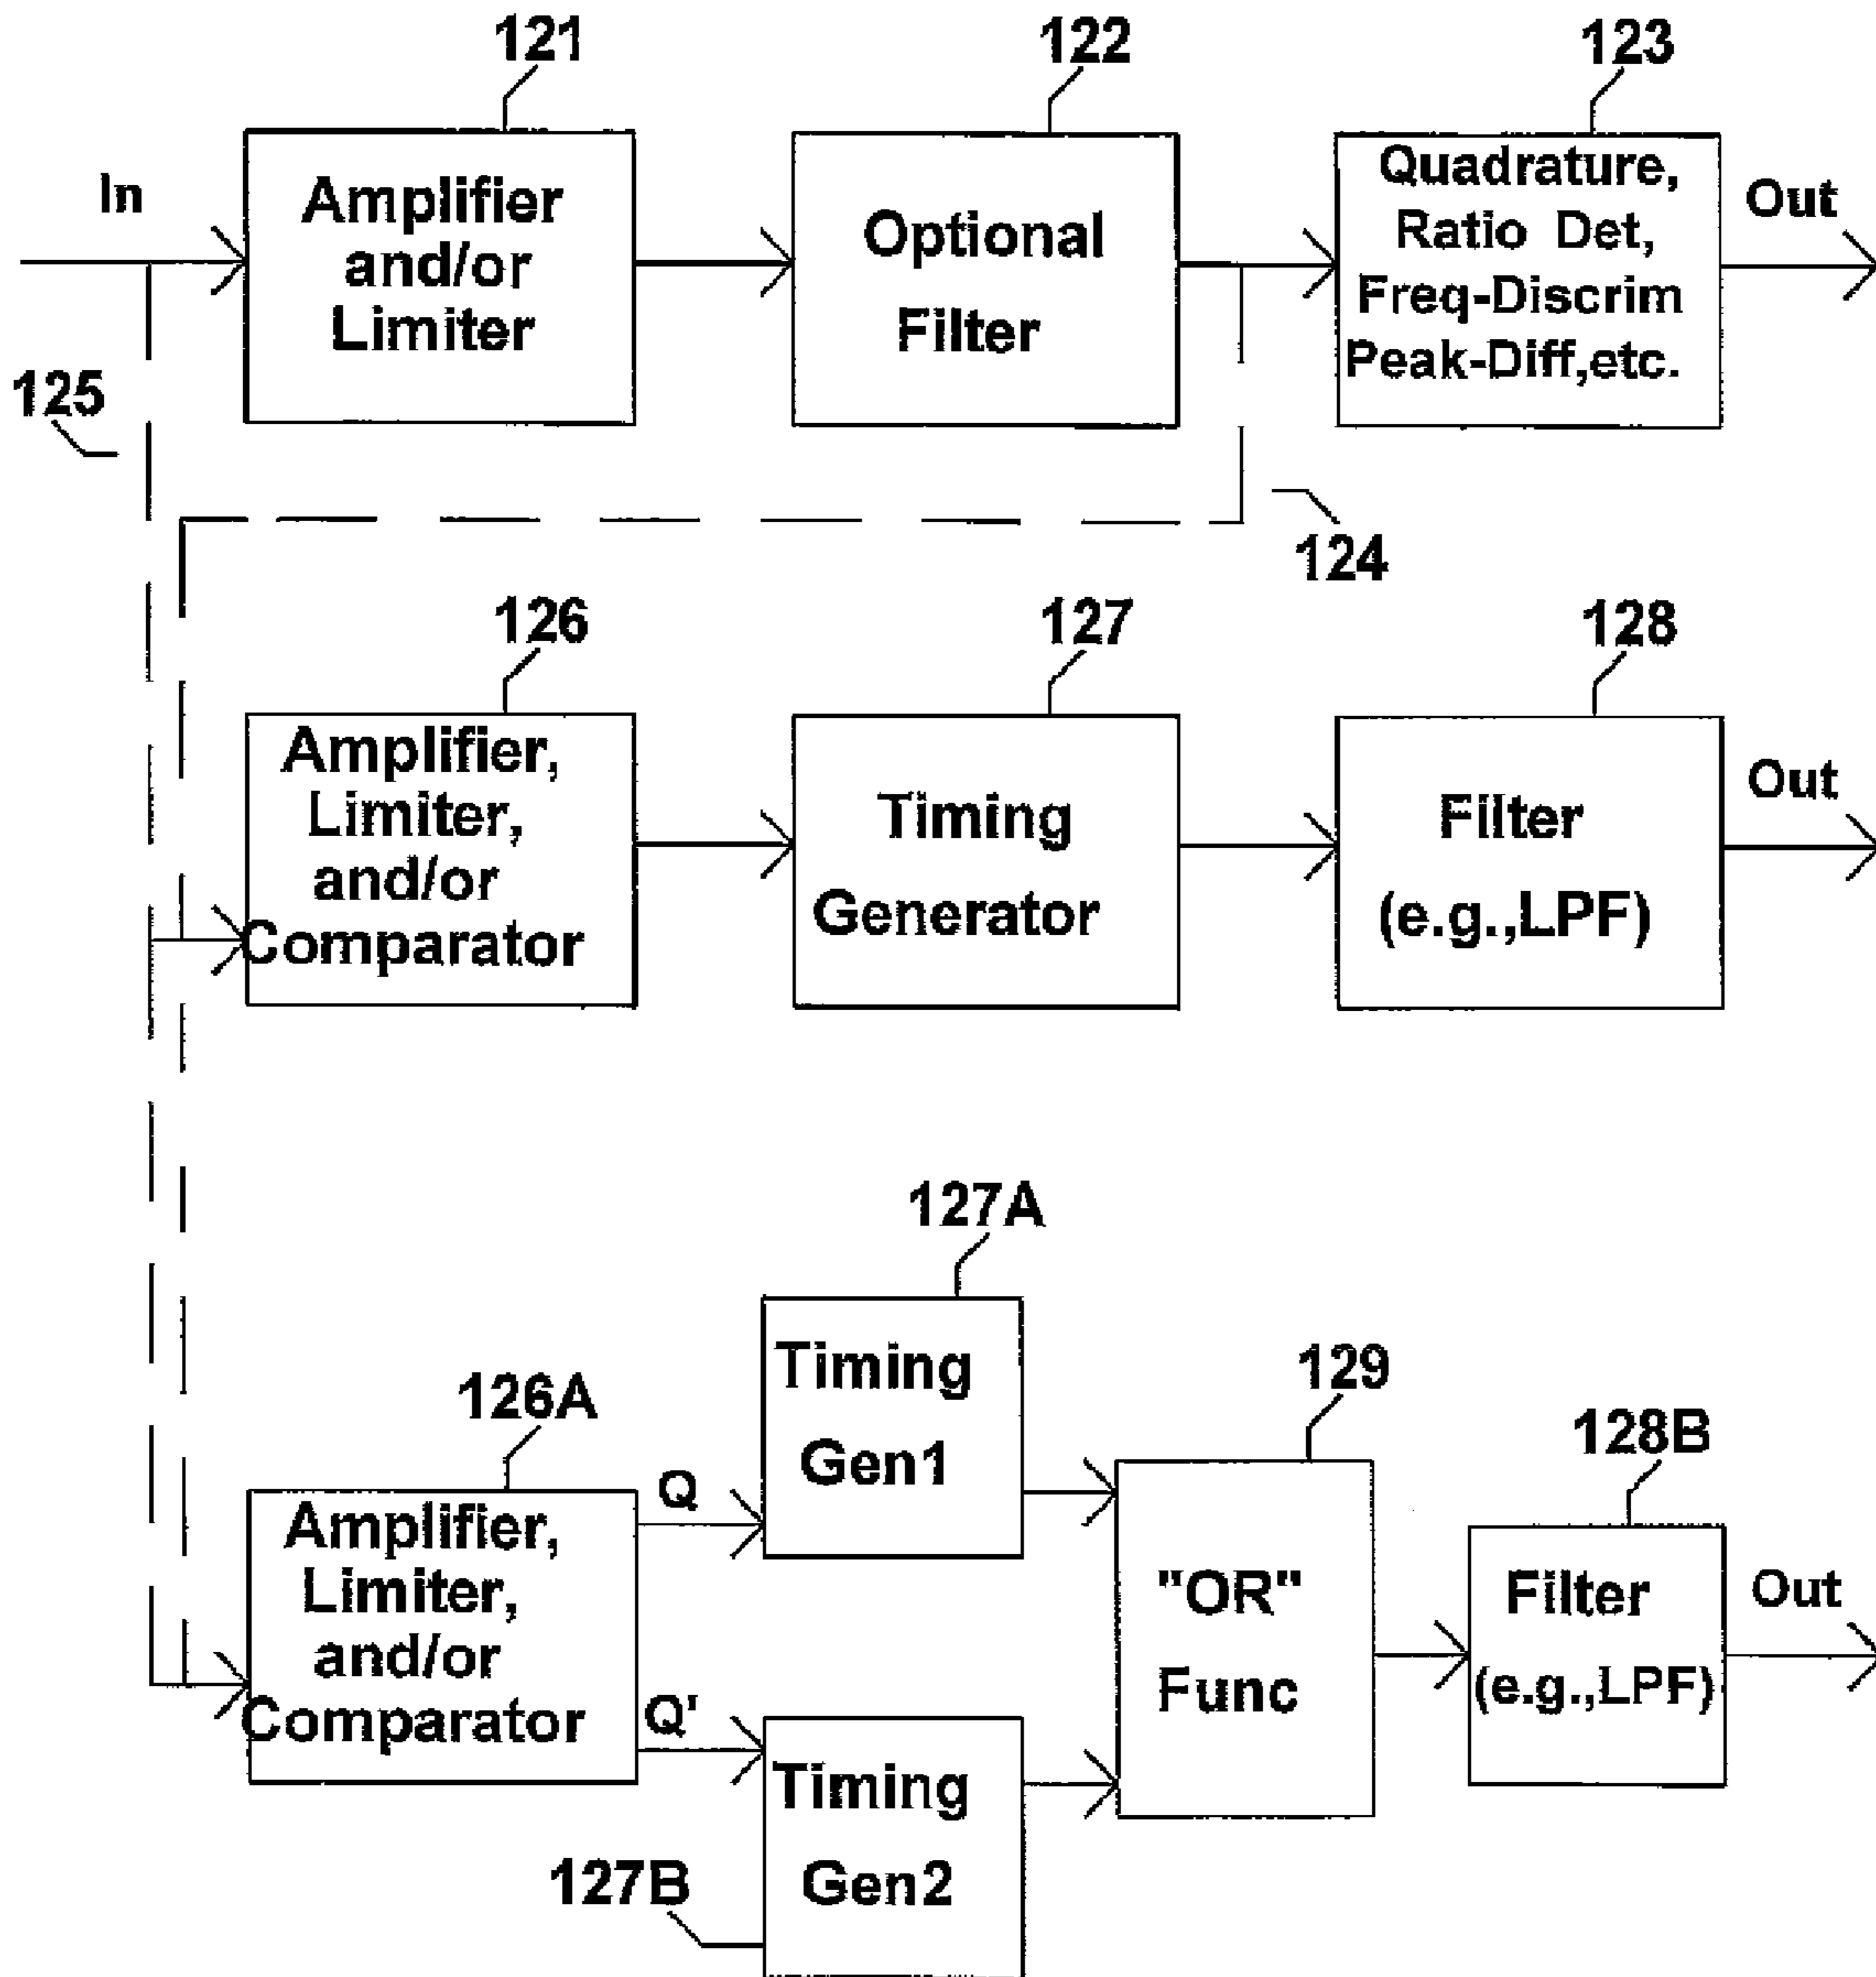 121
122
123
In
Amplifier
and/or
Limiter
Optional
Filter
Quadrature,
Ratio Det,
Freq-Discrim
Peak-Diff,etc.
Out
125
124
126
127
128
Amplifier,
Limiter,
and/or
Comparator
Timing
Generator
Filter
(e.g.,LPF)
Out
127A
Timing
Gen1
126A
129
128B
Amplifier,
Limiter,
and/or
Comparator
Q
Q'
"OR"
Func
Filter
(e.g.,LPF)
Out
Timing
Gen2
127B